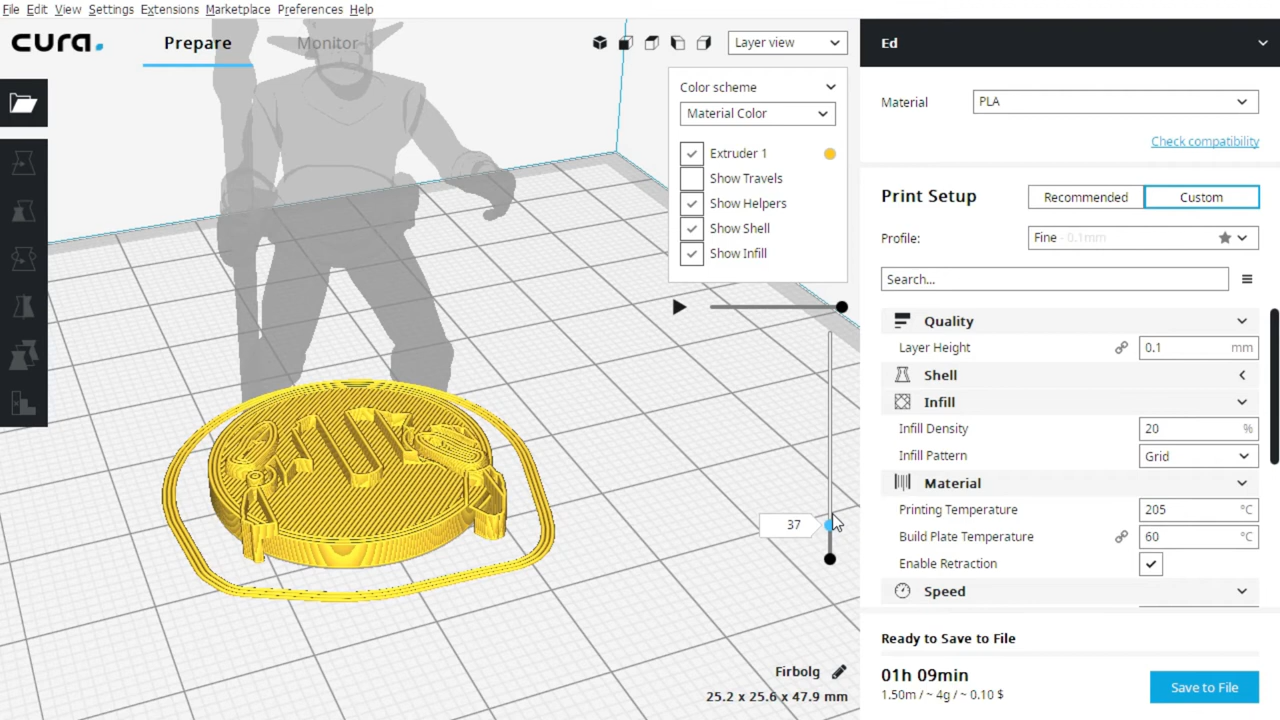 File Edit View Settings Extensions Marketplace Preferences Help
cura.
Prepare
Monitor
Layer view
Color scheme
Material Color
Extruder 1
Show Travels
Show Helpers
Show Shell
Show Infill
37
Firbolg
25.2 x 25.6 x 47.9 mm
Ed
Material PLA
Check compatibility
Print Setup Recommended Custom
Profile: Fine - 0.1mm
Search...
Quality
Layer Height 0.1 mm
Shell
Infill
Infill Density 20 %
Infill Pattern Grid
Material
Printing Temperature 205 °C
Build Plate Temperature 60 °C
Enable Retraction
Speed
Ready to Save to File
01h 09min
1.50m / ~ 4g / ~ 0.10 $
Save to File